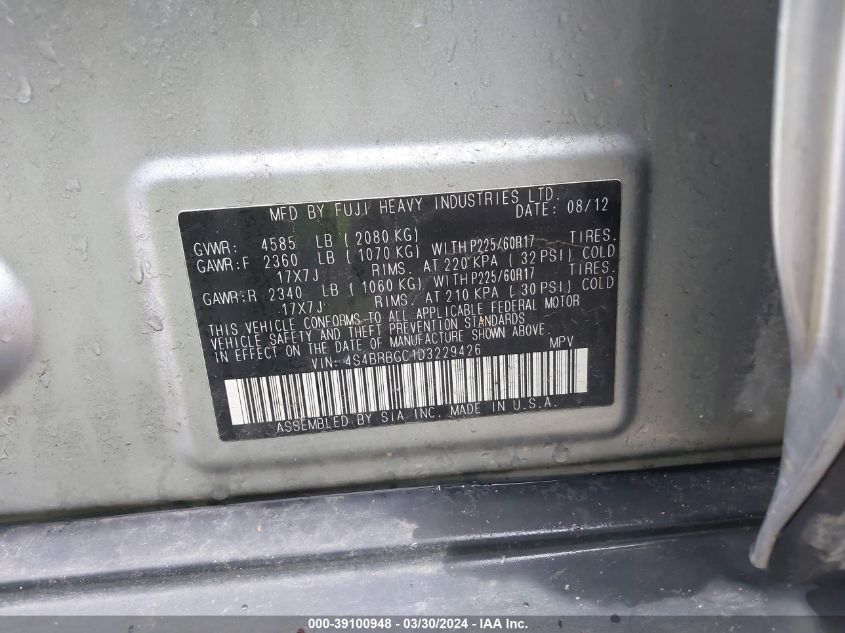 MFD BY FUJI HEAVY INDUSTRIES LTD.
DATE: 08/12
GVWR: 4585 LB ( 2080 KG)
GAWR:F 2360 LB ( 1070 KG) WITH P225/60R17 TIRES.
17X7J RIMS. AT 220 KPA ( 32 PSI) COLD
GAWR:R 2340 LB ( 1060 KG) WITH P225/60R17 TIRES.
17X7J RIMS. AT 210 KPA ( 30 PSI) COLD
THIS VEHICLE CONFORMS TO ALL APPLICABLE FEDERAL MOTOR
VEHICLE SAFETY AND THEFT PREVENTION STANDARDS
IN EFFECT ON THE DATE OF MANUFACTURE SHOWN ABOVE.
VIN: 4S4BRBGC1D3229426 MPV
ASSEMBLED BY SIA INC. MADE IN U.S.A.
000-39100948 - 03/30/2024 - IAA Inc.